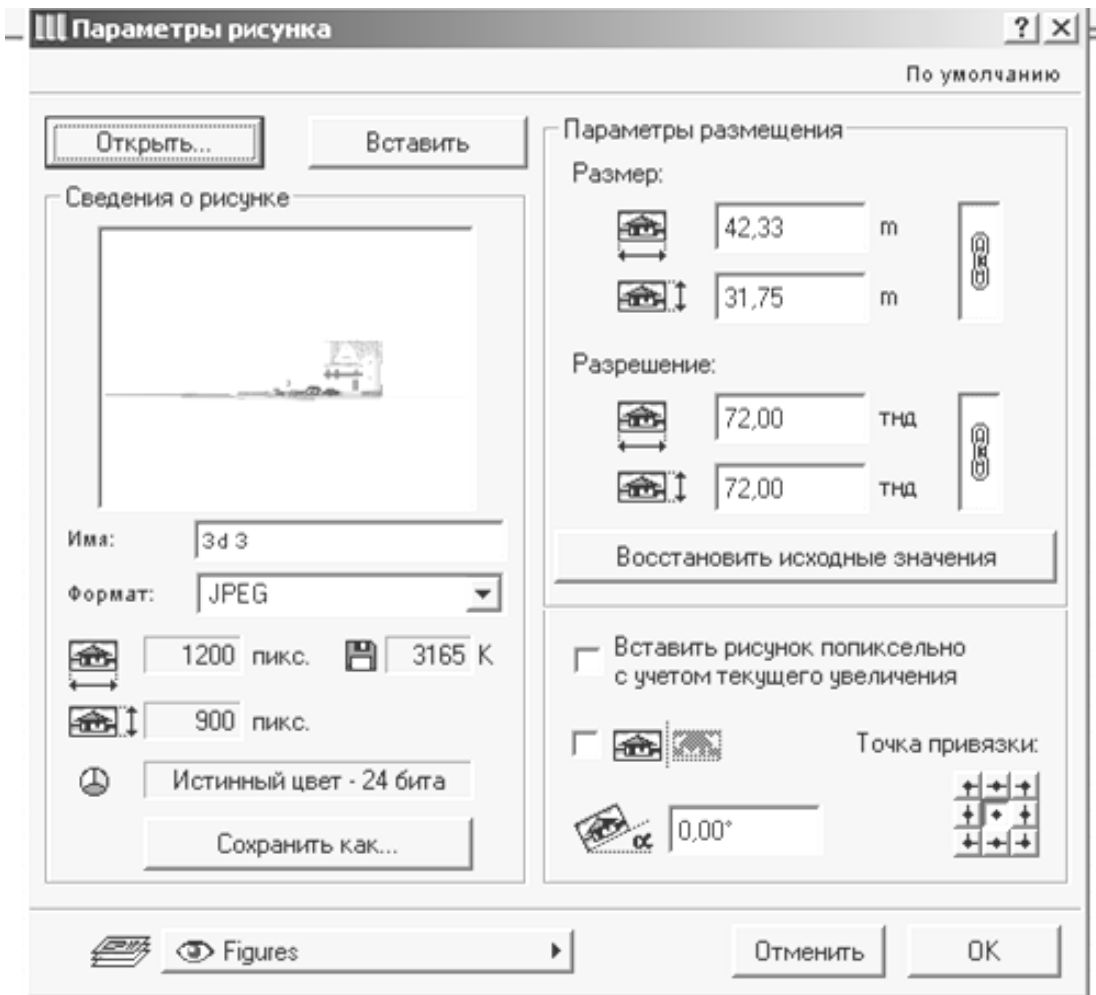 Параметры рисунка
По умолчанию
Открыть...
Вставить
Сведения о рисунке
Имя:
3d 3
Формат:
JPEG
1200 пикс.
3165 K
900 пикс.
Истинный цвет - 24 бита
Сохранить как...
Параметры размещения
Размер:
42,33 m
31,75 m
Разрешение:
72,00 тнд
72,00 тнд
Восстановить исходные значения
Вставить рисунок попиксельно
с учетом текущего увеличения
Точка привязки:
α
0,00°
Figures
Отменить
OK